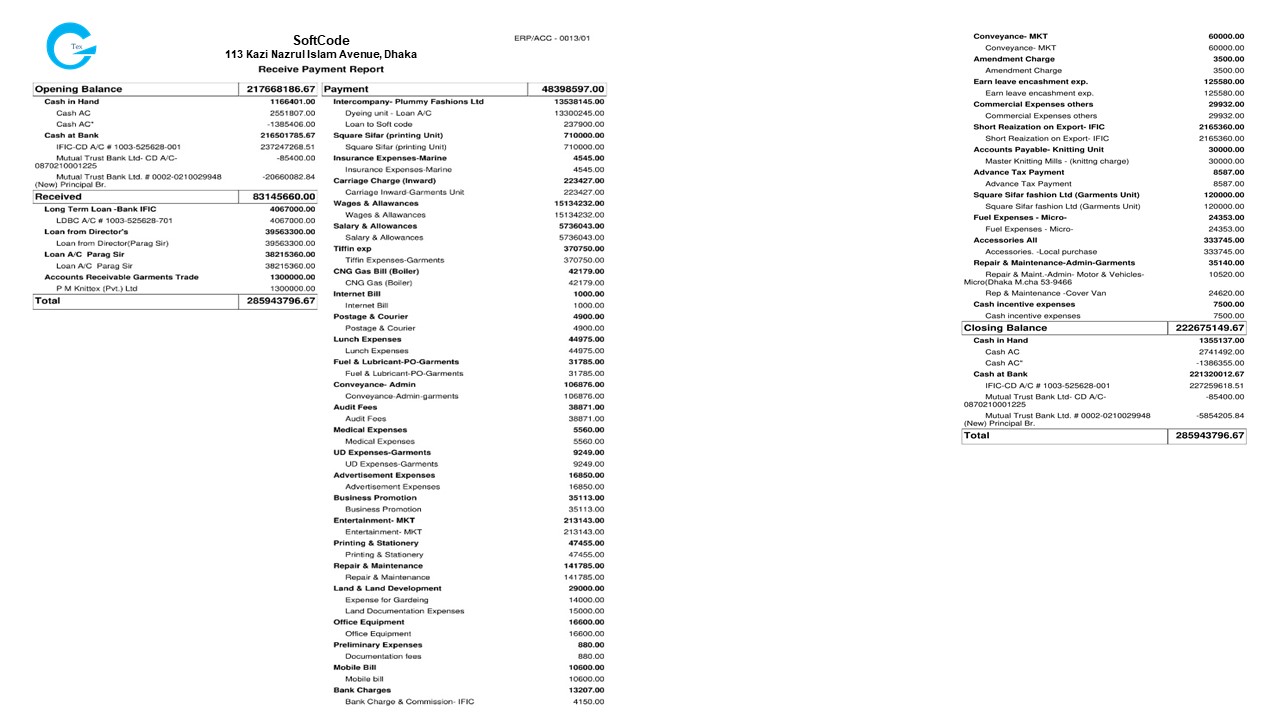 Tex
SoftCode
113 Kazi Nazrul Islam Avenue, Dhaka
Receive Payment Report
ERP/ACC - 0013/01
Opening Balance 217668186.67
Cash in Hand 1166401.00
Cash AC 2551807.00
Cash AC" -1385406.00
Cash at Bank 216501785.67
IFIC-CD A/C # 1003-525628-001 237247268.51
Mutual Trust Bank Ltd- CD A/C- -85400.00
0870210001225
Mutual Trust Bank Ltd. # 0002-0210029948 -20660082.84
(New) Principal Br.
Received 83145660.00
Long Term Loan -Bank IFIC 4067000.00
LDBC A/C # 1003-525628-701 4067000.00
Loan from Director's 39563300.00
Loan from Director(Parag Sir) 39563300.00
Loan A/C Parag Sir 38215360.00
Loan A/C Parag Sir 38215360.00
Accounts Receivable Garments Trade 1300000.00
P M Knittex (Pvt.) Ltd 1300000.00
Total 285943796.67
Payment 48398597.00
Intercompany- Plummy Fashions Ltd 13538145.00
Dyeing unit - Loan A/C 13300245.00
Loan to Soft code 237900.00
Square Sifar (printing Unit) 710000.00
Square Sifar (printing Unit) 710000.00
Insurance Expenses-Marine 4545.00
Insurance Expenses-Marine 4545.00
Carriage Charge (Inward) 223427.00
Carriage Inward-Garments Unit 223427.00
Wages & Allawances 15134232.00
Wages & Allawances 15134232.00
Salary & Allowances 5736043.00
Salary & Allowances 5736043.00
Tiffin exp 370750.00
Tiffin Expenses-Garments 370750.00
CNG Gas Bill (Boiler) 42179.00
CNG Gas (Boiler) 42179.00
Internet Bill 1000.00
Internet Bill 1000.00
Postage & Courier 4900.00
Postage & Courier 4900.00
Lunch Expenses 44975.00
Lunch Expenses 44975.00
Fuel & Lubricant-PO-Garments 31785.00
Fuel & Lubricant-PO-Garments 31785.00
Conveyance- Admin 106876.00
Conveyance-Admin-garments 106876.00
Audit Fees 38871.00
Audit Fees 38871.00
Medical Expenses 5560.00
Medical Expenses 5560.00
UD Expenses-Garments 9249.00
UD Expenses-Garments 9249.00
Advertisement Expenses 16850.00
Advertisement Expenses 16850.00
Business Promotion 35113.00
Business Promotion 35113.00
Entertainment- MKT 213143.00
Entertainment- MKT 213143.00
Printing & Stationery 47455.00
Printing & Stationery 47455.00
Repair & Maintenance 141785.00
Repair & Maintenance 141785.00
Land & Land Development 29000.00
Expense for Gardeing 14000.00
Land Documentation Expenses 15000.00
Office Equipment 16600.00
Office Equipment 16600.00
Preliminary Expenses 880.00
Documentation fees 880.00
Mobile Bill 10600.00
Mobile bill 10600.00
Bank Charges 13207.00
Bank Charge & Commission- IFIC 4150.00
Conveyance- MKT 60000.00
Conveyance- MKT 60000.00
Amendment Charge 3500.00
Amendment Charge 3500.00
Earn leave encashment exp. 125580.00
Earn leave encashment exp. 125580.00
Commercial Expenses others 29932.00
Commercial Expenses others 29932.00
Short Reaization on Export- IFIC 2165360.00
Short Reaization on Export- IFIC 2165360.00
Accounts Payable- Knitting Unit 30000.00
Master Knitting Mills - (knittng charge) 30000.00
Advance Tax Payment 8587.00
Advance Tax Payment 8587.00
Square Sifar fashion Ltd (Garments Unit) 120000.00
Square Sifar fashion Ltd (Garments Unit) 120000.00
Fuel Expenses - Micro- 24353.00
Fuel Expenses - Micro- 24353.00
Accessories All 333745.00
Accessories. -Local purchase 333745.00
Repair & Maintenance-Admin-Garments 35140.00
Repair & Maint.-Admin- Motor & Vehicles- 10520.00
Micro(Dhaka M.cha 53-9466
Rep & Maintenance -Cover Van 24620.00
Cash incentive expenses 7500.00
Cash incentive expenses 7500.00
Closing Balance 222675149.67
Cash in Hand 1355137.00
Cash AC 2741492.00
Cash AC" -1386355.00
Cash at Bank 221320012.67
IFIC-CD A/C # 1003-525628-001 227259618.51
Mutual Trust Bank Ltd- CD A/C- -85400.00
0870210001225
Mutual Trust Bank Ltd. # 0002-0210029948 -5854205.84
(New) Principal Br.
Total 285943796.67